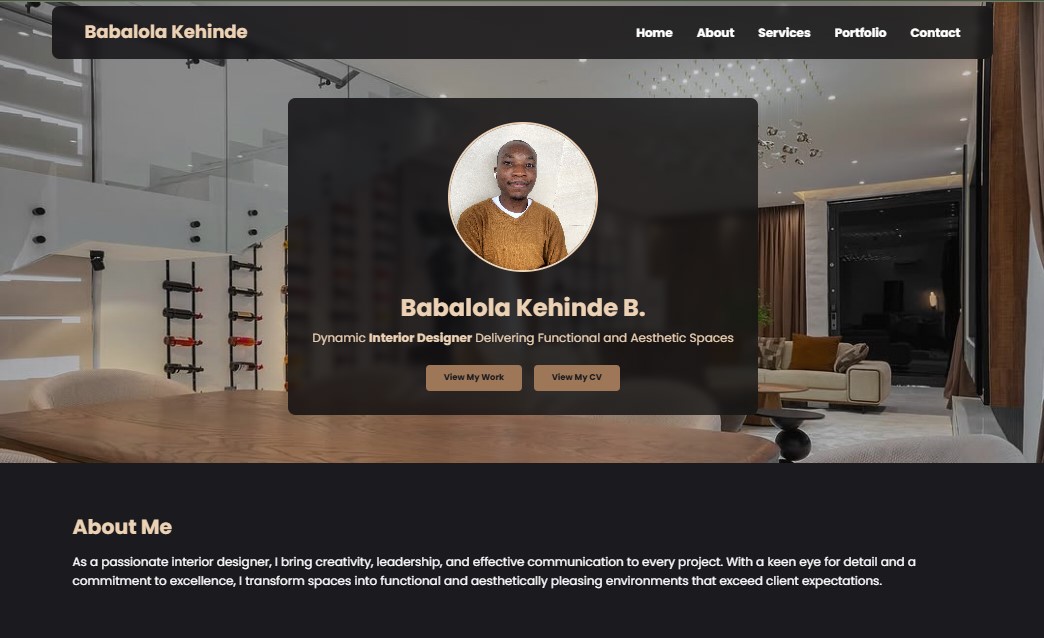 Babalola Kehinde
Home About Services Portfolio Contact
Babalola Kehinde B.
Dynamic Interior Designer Delivering Functional and Aesthetic Spaces
View My Work View My CV
About Me
As a passionate interior designer, I bring creativity, leadership, and effective communication to every project. With a keen eye for detail and a
commitment to excellence, I transform spaces into functional and aesthetically pleasing environments that exceed client expectations.